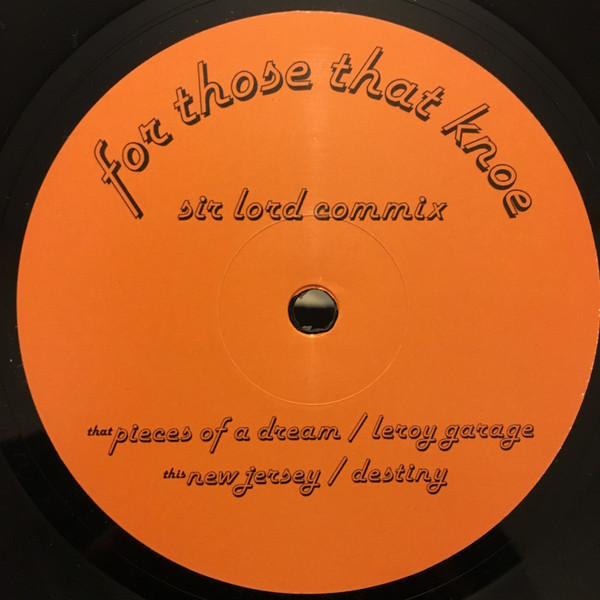 for those that knoe
sir lord commix
that pieces of a dream / leroy garage
this new jersey / destiny